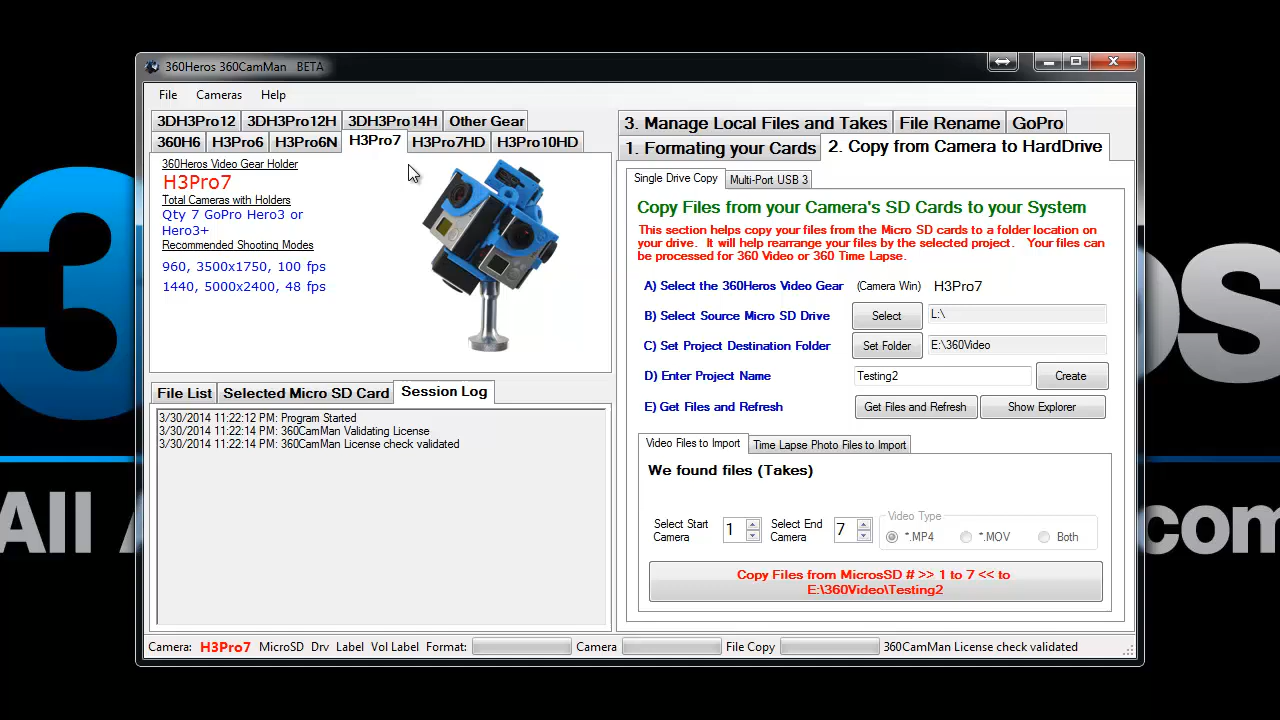 360Heros 360CamMan BETA
File Cameras Help
3DH3Pro12 3DH3Pro12H 3DH3Pro14H Other Gear
360H6 H3Pro6 H3Pro6N H3Pro7 H3Pro7HD H3Pro10HD
360Heros Video Gear Holder
H3Pro7
Total Cameras with Holders
Qty 7 GoPro Hero3 or
Hero3+
Recommended Shooting Modes
960, 3500x1750, 100 fps
1440, 5000x2400, 48 fps
File List Selected Micro SD Card Session Log
3/30/2014 11:22:12 PM: Program Started
3/30/2014 11:22:14 PM: 360CamMan Validating License
3/30/2014 11:22:14 PM: 360CamMan License check validated
3. Manage Local Files and Takes File Rename GoPro
1. Formating your Cards 2. Copy from Camera to HardDrive
Single Drive Copy Multi-Port USB 3
Copy Files from your Camera's SD Cards to your System
This section helps copy your files from the Micro SD cards to a folder location on
your drive. It will help rearrange your files by the selected project. Your files can
be processed for 360 Video or 360 Time Lapse.
A) Select the 360Heros Video Gear (Camera Win) H3Pro7
B) Select Source Micro SD Drive Select L:\
C) Set Project Destination Folder Set Folder E:\360Video
D) Enter Project Name Testing2 Create
E) Get Files and Refresh Get Files and Refresh Show Explorer
Video Files to Import Time Lapse Photo Files to Import
We found files (Takes)
Select Start
Camera 1 Select End
Camera 7 Video Type
*.MP4 *.MOV Both
Copy Files from MicrosSD # >> 1 to 7 << to
E:\360Video\Testing2
Camera: H3Pro7 MicroSD Drv Label Vol Label Format: Camera File Copy 360CamMan License check validated
3
os
All A
com